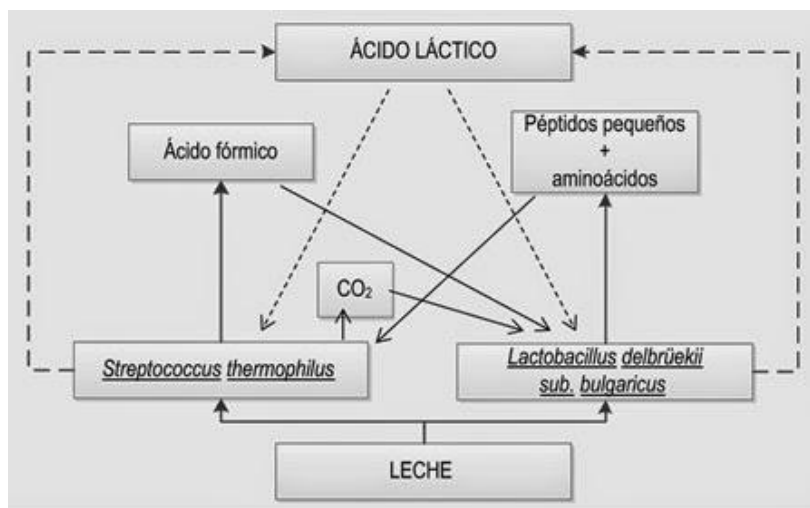 ÁCIDO LÁCTICO
Ácido fórmico
Péptidos pequeños
+
aminoácidos
CO₂
Streptococcus thermophilus
Lactobacillus delbrüekii
sub. bulgaricus
LECHE